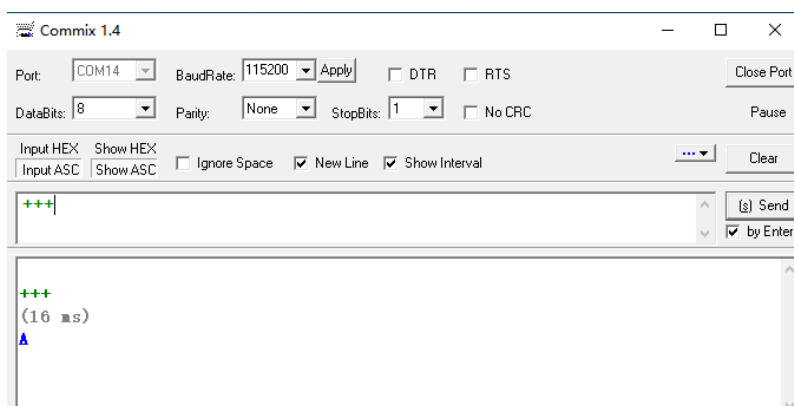 Commix 1.4
Port: COM14 BaudRate: 115200 Apply DTR RTS Close Port
DataBits: 8 Parity: None StopBits: 1 No CRC Pause
Input HEX Show HEX
Input ASC Show ASC Ignore Space New Line Show Interval ... Clear
+++ (s) Send
by Enter
+++
(16 ms)
A